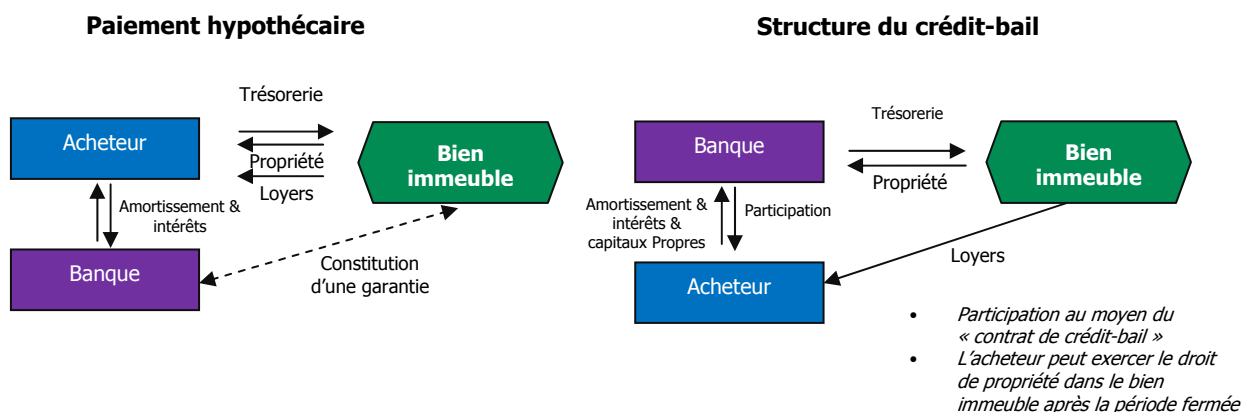 Paiement hypothécaire
Trésorerie
Acheteur
Propriété
Loyers
Bien
immeuble
Amortissement &
intérêts
Banque
Constitution
d'une garantie
Structure du crédit-bail
Trésorerie
Banque
Propriété
Bien
immeuble
Amortissement &
intérêts &
capitaux Propres
Participation
Loyers
Acheteur
• Participation au moyen du
« contrat de crédit-bail »
• L'acheteur peut exercer le droit
de propriété dans le bien
immeuble après la période fermée